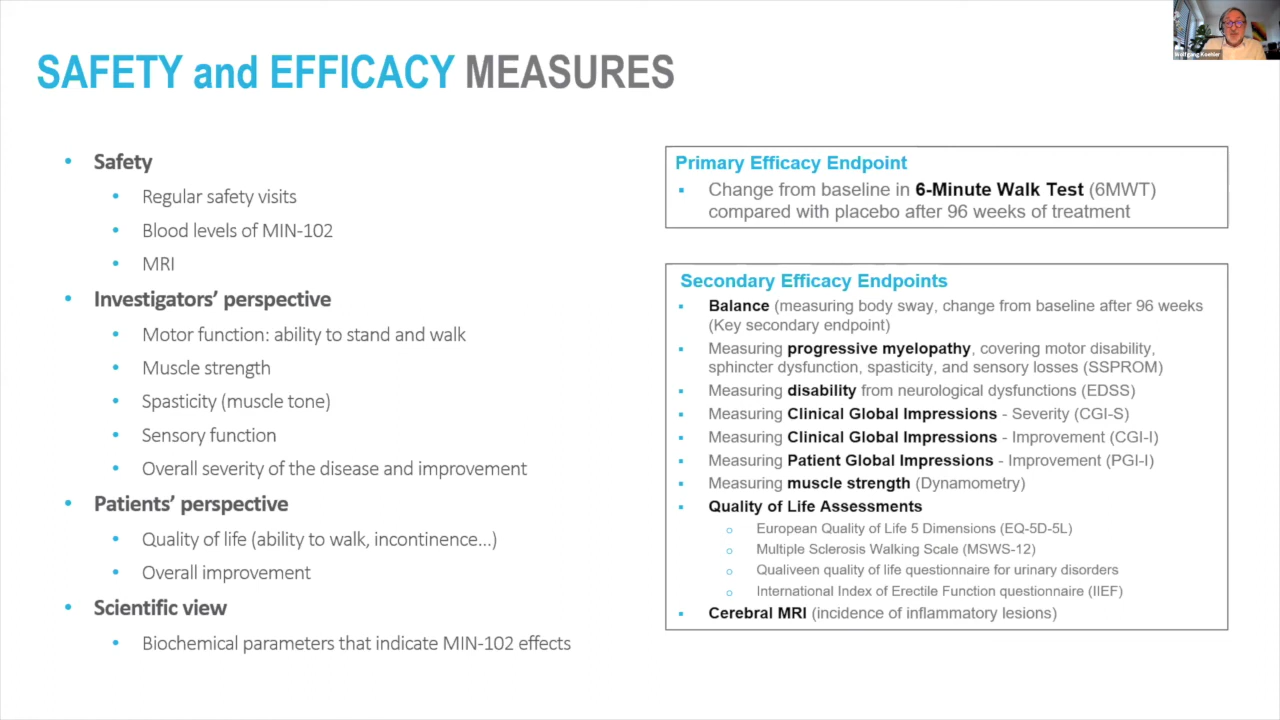 SAFETY and EFFICACY MEASURES
Safety
Regular safety visits
Blood levels of MIN-102
MRI
Investigators' perspective
Motor function: ability to stand and walk
Muscle strength
Spasticity (muscle tone)
Sensory function
Overall severity of the disease and improvement
Patients' perspective
Quality of life (ability to walk, incontinence...)
Overall improvement
Scientific view
Biochemical parameters that indicate MIN-102 effects
Primary Efficacy Endpoint
Change from baseline in 6-Minute Walk Test (6MWT)
compared with placebo after 96 weeks of treatment
Secondary Efficacy Endpoints
Balance (measuring body sway, change from baseline after 96 weeks
(Key secondary endpoint)
Measuring progressive myelopathy, covering motor disability,
sphincter dysfunction, spasticity, and sensory losses (SSPROM)
Measuring disability from neurological dysfunctions (EDSS)
Measuring Clinical Global Impressions - Severity (CGI-S)
Measuring Clinical Global Impressions - Improvement (CGI-I)
Measuring Patient Global Impressions - Improvement (PGI-I)
Measuring muscle strength (Dynamometry)
Quality of Life Assessments
European Quality of Life 5 Dimensions (EQ-5D-5L)
Multiple Sclerosis Walking Scale (MSWS-12)
Qualiveen quality of life questionnaire for urinary disorders
International Index of Erectile Function questionnaire (IIEF)
Cerebral MRI (incidence of inflammatory lesions)
Wolfgang Koehler